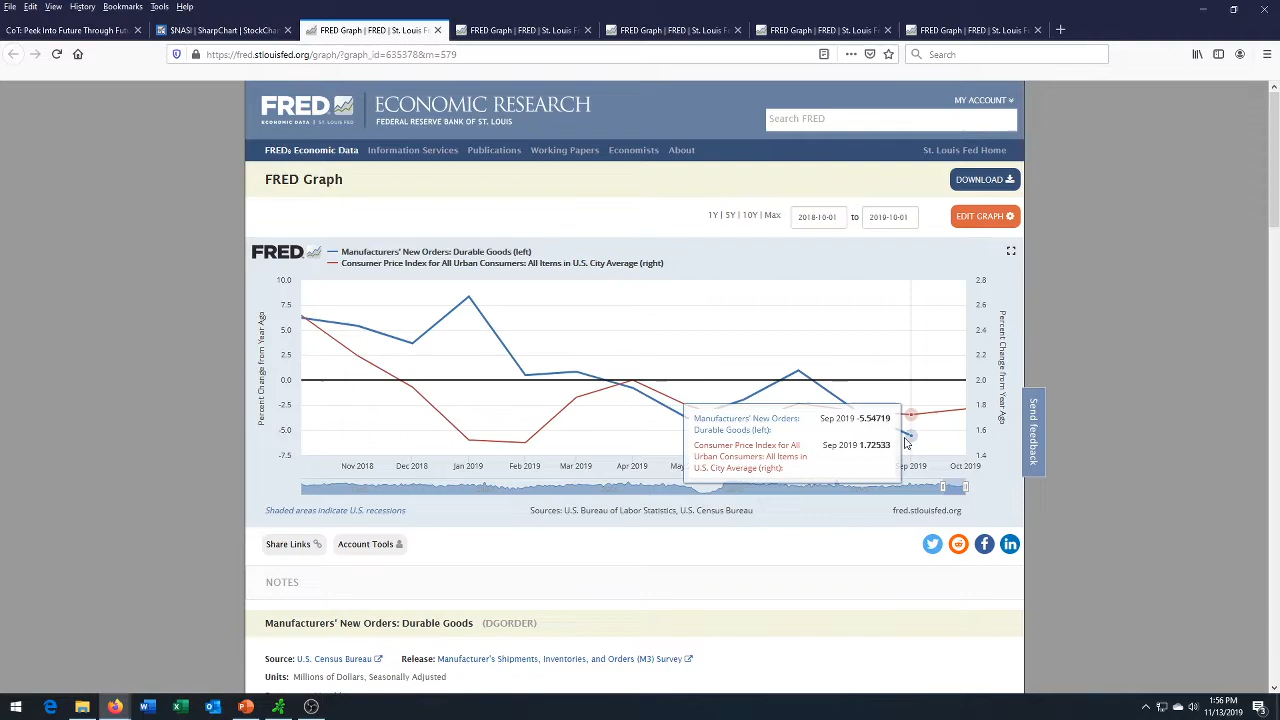 File Edit View History Bookmarks Tools Help
CoT: Peek Into Future Through Fut
$NASI | SharpChart | StockChar
FRED Graph | FRED | St. Louis F
FRED Graph | FRED | St. Louis F
FRED Graph | FRED | St. Louis F
FRED Graph | FRED | St. Louis F
FRED Graph | FRED | St. Louis F
https://fred.stlouisfed.org/graph/?graph_id=635378&rn=579
Search
FRED ECONOMIC RESEARCH
ECONOMIC DATA | ST. LOUIS FED FEDERAL RESERVE BANK OF ST. LOUIS
MY ACCOUNT
Search FRED
FRED® Economic Data Information Services Publications Working Papers Economists About St. Louis Fed Home
FRED Graph
DOWNLOAD
1Y | 5Y | 10Y | Max 2018-10-01 to 2019-10-01
EDIT GRAPH
FRED
Manufacturers' New Orders: Durable Goods (left)
Consumer Price Index for All Urban Consumers: All Items in U.S. City Average (right)
Percent Change from Year Ago
10.0
7.5
5.0
2.5
0.0
-2.5
-5.0
-7.5
2.8
2.6
2.4
2.2
2.0
1.8
1.6
1.4
Percent Change from Year Ago
Manufacturers' New Orders: Durable Goods (left): Sep 2019 -5.54719
Consumer Price Index for All Urban Consumers: All Items in U.S. City Average (right): Sep 2019 1.72533
Nov 2018 Dec 2018 Jan 2019 Feb 2019 Mar 2019 Apr 2019 Ma ep 2019 Oct 2019
Shaded areas indicate U.S. recessions Sources: U.S. Bureau of Labor Statistics, U.S. Census Bureau fred.stlouisfed.org
Send feedback
Share Links Account Tools
NOTES
Manufacturers' New Orders: Durable Goods (DGORDER)
Source: U.S. Census Bureau Release: Manufacturer's Shipments, Inventories, and Orders (M3) Survey
Units: Millions of Dollars, Seasonally Adjusted
1:56 PM
11/13/2019